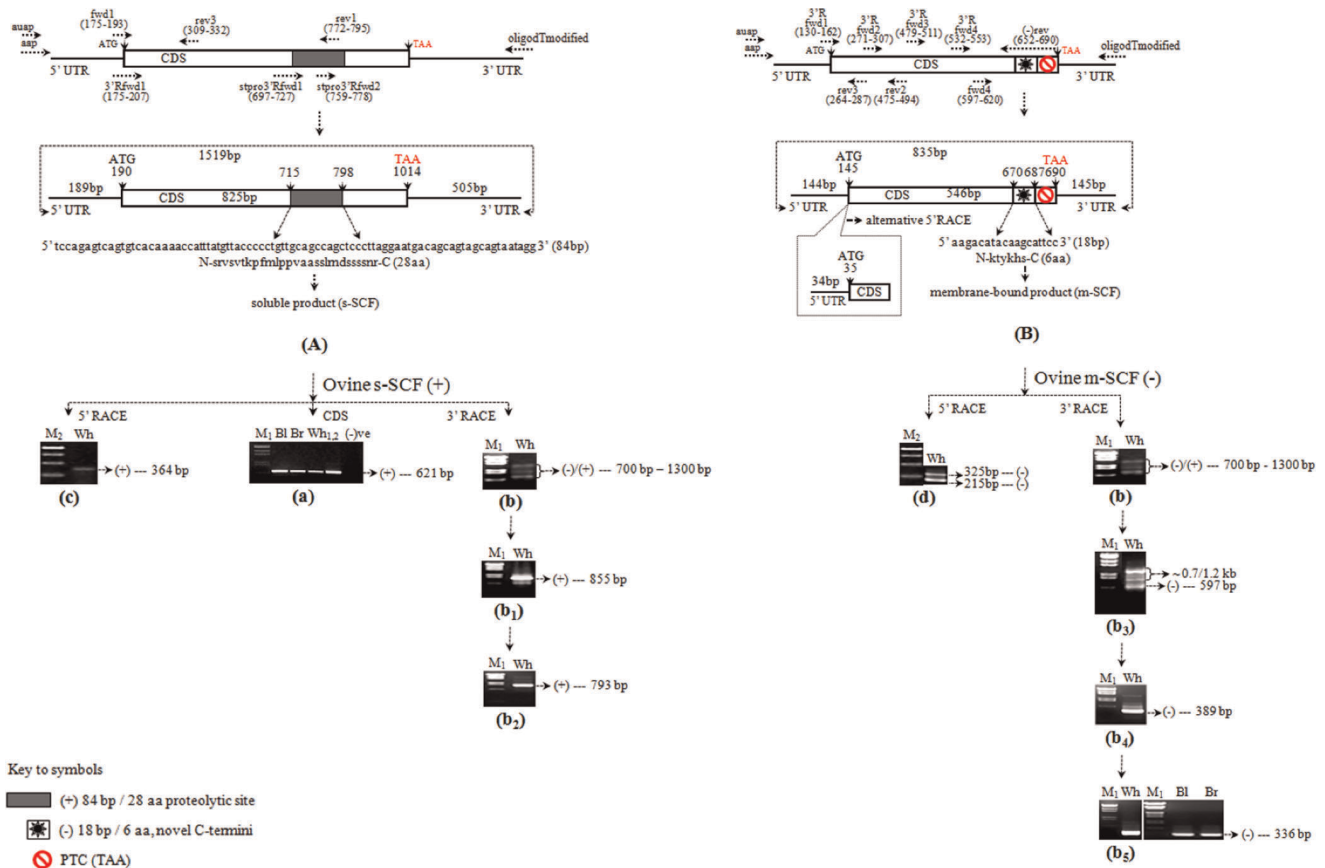 fwd1
(175-193)
rev3
(309-332)
rev1
(772-795)
auap
aap
ATG
TAA
oligodTmodified
CDS
5' UTR
3' UTR
3'Rfwd1
(175-207)
stpro3'Rfwd1
(697-727)
stpro3'Rfwd2
(759-778)
1519bp
ATG
190
715
798
TAA
1014
189bp
CDS
825bp
505bp
5' UTR
3' UTR
5' tccagagtcagtgtcacaaaaccatttatgttacccccctgttgcagccagctcccttaggaatgacagcagtagcagtaatagg 3' (84bp)
N-srvsvtkpfmlppvaasslmdssssnr-C (28aa)
soluble product (s-SCF)
(A)
3'R
fwd1
(130-162)
3'R
fwd2
(271-307)
3'R
fwd3
(479-511)
3'R
fwd4
(532-553)
(-)rev
(652-690)
auap
aap
ATG
TAA
oligodTmodified
CDS
5' UTR
3' UTR
rev3
(264-287)
rev2
(475-494)
fwd4
(597-620)
835bp
ATG
145
TAA
670 687 690
144bp
CDS
546bp
145bp
5' UTR
3' UTR
alternative 5'RACE
ATG
35
34bp
CDS
5' UTR
5' aagacatacaagcattcc 3' (18bp)
N-ktykhs-C (6aa)
membrane-bound product (m-SCF)
(B)
Ovine s-SCF (+)
5' RACE
CDS
3' RACE
M2 Wh
(+) --- 364 bp
(c)
M1 Bl Br Wh1,2 (-)ve
(+) --- 621 bp
(a)
M1 Wh
(-)/(+) --- 700 bp – 1300 bp
(b)
M1 Wh
(+) --- 855 bp
(b1)
M1 Wh
(+) --- 793 bp
(b2)
Ovine m-SCF (-)
5' RACE
3' RACE
M2
Wh
325bp --- (-)
215bp --- (-)
(d)
M1 Wh
(-)/(+) --- 700 bp - 1300 bp
(b)
M1 Wh
~0.7/1.2 kb
(-) --- 597 bp
(b3)
M1 Wh
(-) --- 389 bp
(b4)
M1 Wh M1 Bl Br
(-) --- 336 bp
(b5)
Key to symbols
(+) 84 bp / 28 aa proteolytic site
(-) 18 bp / 6 aa, novel C-termini
PTC (TAA)